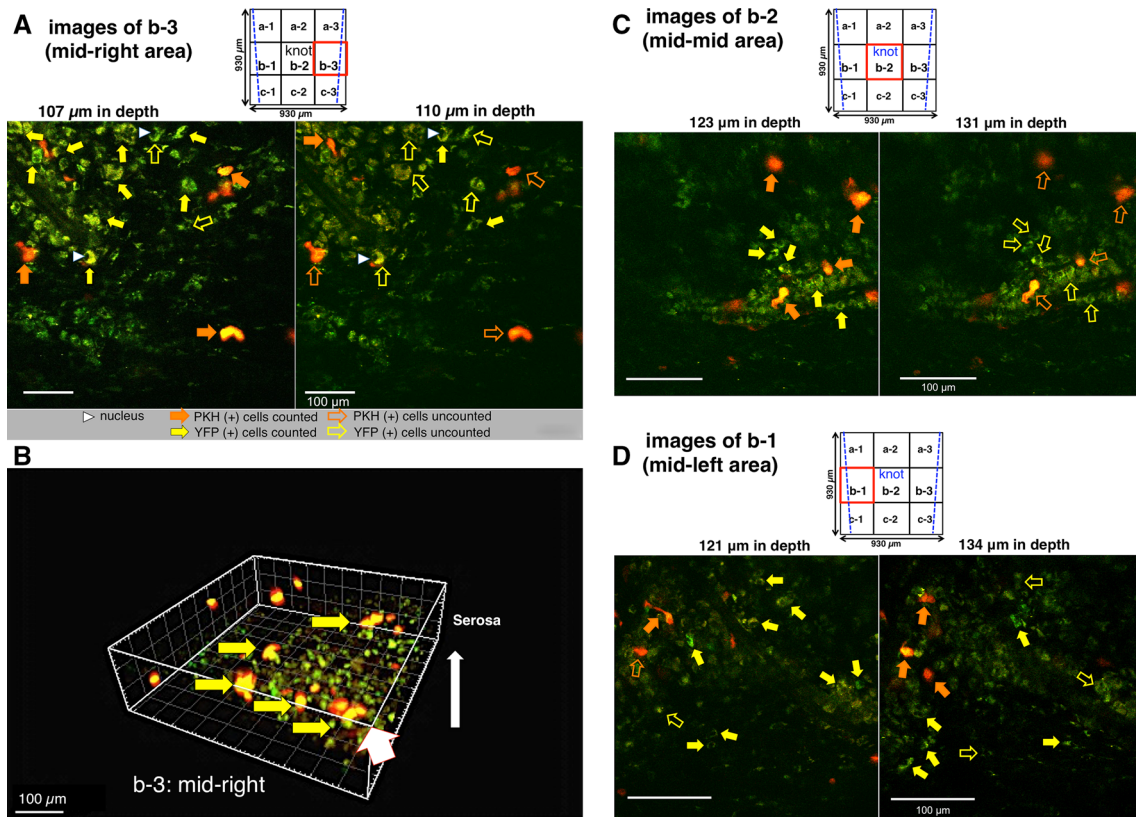 A
images of b-3
(mid-right area)
a-1 a-2 a-3
knot
b-1 b-2 b-3
c-1 c-2 c-3
930 µm
930 µm
107 µm in depth
110 µm in depth
100 µm
nucleus
PKH (+) cells counted
PKH (+) cells uncounted
YFP (+) cells counted
YFP (+) cells uncounted
B
Serosa
b-3: mid-right
100 µm
C
images of b-2
(mid-mid area)
a-1 a-2 a-3
knot
b-1 b-2 b-3
c-1 c-2 c-3
930 µm
930 µm
123 µm in depth
131 µm in depth
100 µm
D
images of b-1
(mid-left area)
a-1 a-2 a-3
knot
b-1 b-2 b-3
c-1 c-2 c-3
930 µm
930 µm
121 µm in depth
134 µm in depth
100 µm